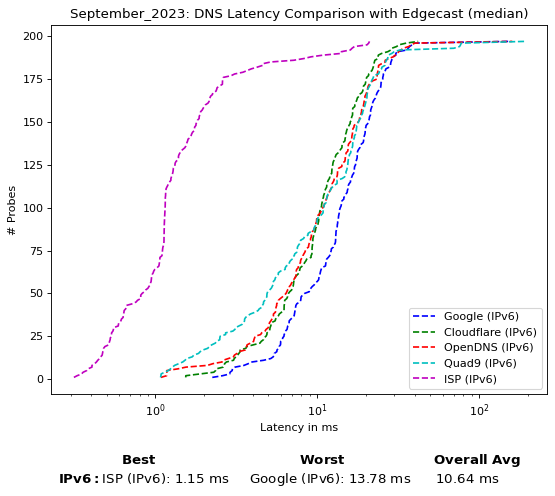 September_2023: DNS Latency Comparison with Edgecast (median)
200
175
150
125
100
75
50
25
0
# Probes
10⁰
10¹
10²
Latency in ms
Google (IPv6)
Cloudflare (IPv6)
OpenDNS (IPv6)
Quad9 (IPv6)
ISP (IPv6)
Best Worst Overall Avg
IPv6: ISP (IPv6): 1.15 ms Google (IPv6): 13.78 ms 10.64 ms